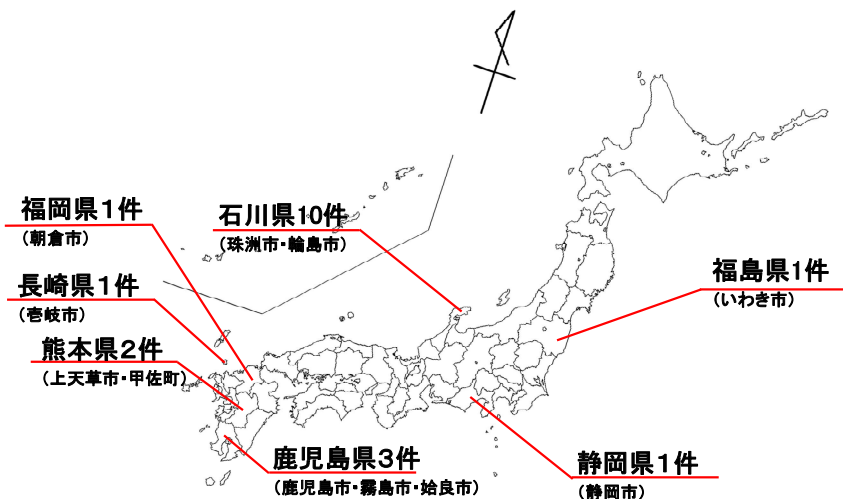 福岡県1件
(朝倉市)
石川県10件
(珠洲市・輪島市)
福島県1件
(いわき市)
長崎県1件
(壱岐市)
熊本県2件
(上天草市・甲佐町)
鹿児島県3件
(鹿児島市・霧島市・姶良市)
静岡県1件
(静岡市)